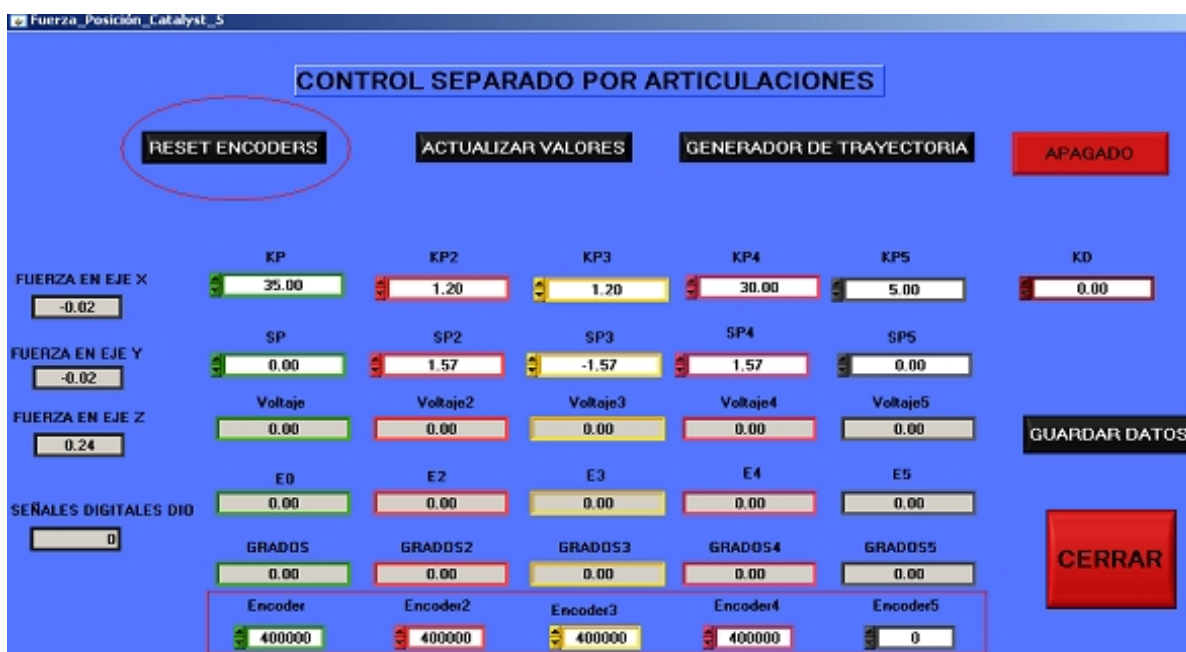 Fuerza_Posición_Catalyst_5
CONTROL SEPARADO POR ARTICULACIONES
RESET ENCODERS ACTUALIZAR VALORES GENERADOR DE TRAYECTORIA APAGADO
KP KP2 KP3 KP4 KP5 KD
FUERZA EN EJE X
35.00 1.20 1.20 30.00 5.00 0.00
-0.02
SP SP2 SP3 SP4 SP5
FUERZA EN EJE Y
0.00 1.57 -1.57 1.57 0.00
-0.02
Voltaje Voltaje2 Voltaje3 Voltaje4 Voltaje5
FUERZA EN EJE Z
0.00 0.00 0.00 0.00 0.00
0.24
GUARDAR DATOS
E0 E2 E3 E4 E5
SEÑALES DIGITALES DIO
0.00 0.00 0.00 0.00 0.00
0
GRADOS GRADOS2 GRADOS3 GRADOS4 GRADOS5
CERRAR
0.00 0.00 0.00 0.00 0.00
Encoder Encoder2 Encoder3 Encoder4 Encoder5
400000 400000 400000 400000 0